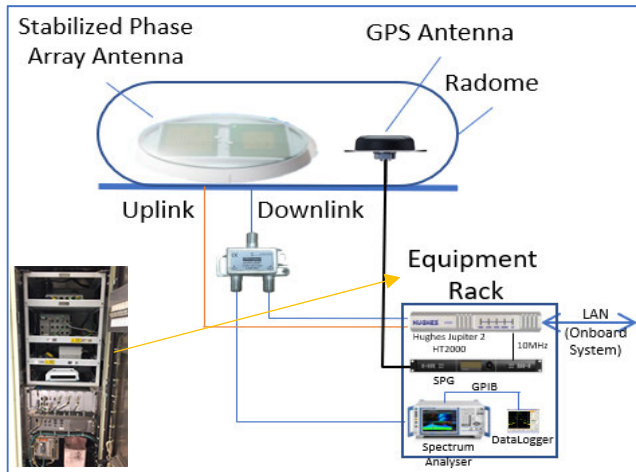 Stabilized Phase
Array Antenna
GPS Antenna
Radome
Uplink
Downlink
Equipment
Rack
HUGHES
Hughes Jupiter 2
HT2000
LAN
(Onboard
System)
10MHz
SPG
GPIB
Spectrum
Analyser
DataLogger